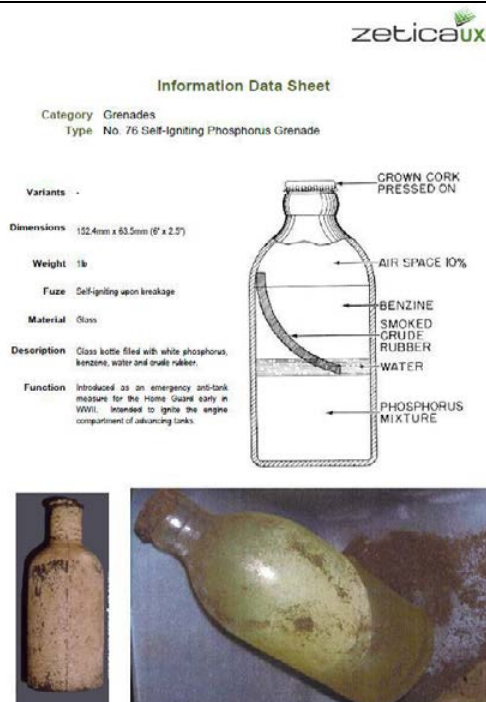 zeticaux
Information Data Sheet
Category Grenades
Type No. 76 Self-Igniting Phosphorus Grenade
Variants -
Dimensions 152.4mm x 63.5mm (6" x 2.5")
Weight 1lb
Fuze Self-igniting upon breakage
Material Glass
Description Glass bottle filled with white phosphorus,
benzene, water and crude rubber.
Function Introduced as an emergency anti-tank
measure for the Home Guard early in
WWII. Intended to ignite the engine
compartment of advancing tanks.
CROWN CORK
PRESSED ON
AIR SPACE 10%
BENZINE
SMOKED
CRUDE
RUBBER
WATER
PHOSPHORUS
MIXTURE